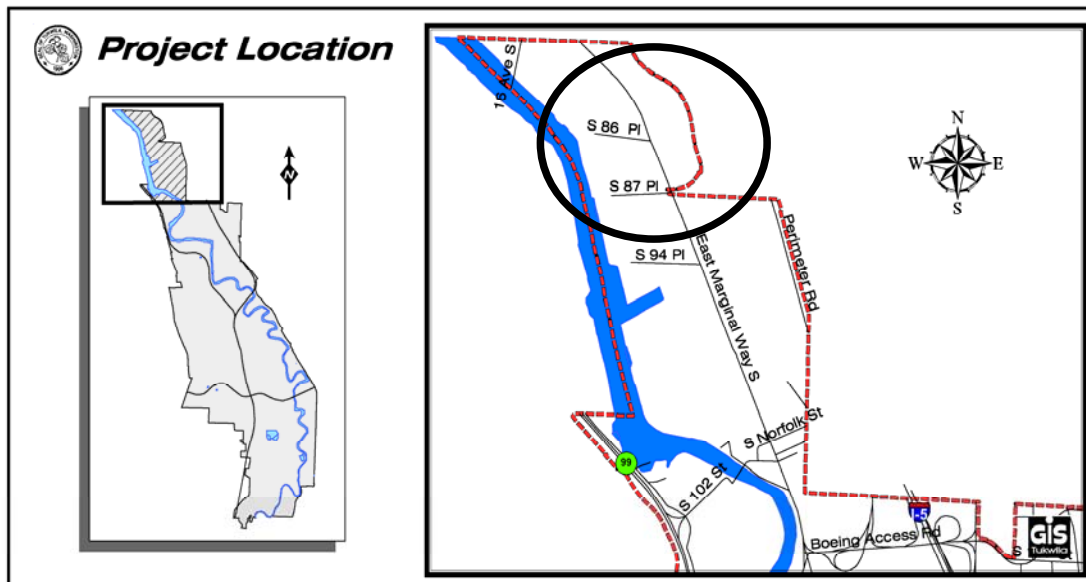 Project Location
N
16 Ave S
S 86 Pl
S 87 Pl
S 94 Pl
East Marginal Way S
Perimeter Rd
N
W E
S
S Norfolk St
S 102 St
99
I-5
Boeing Access Rd
S
GIS
Tukwila